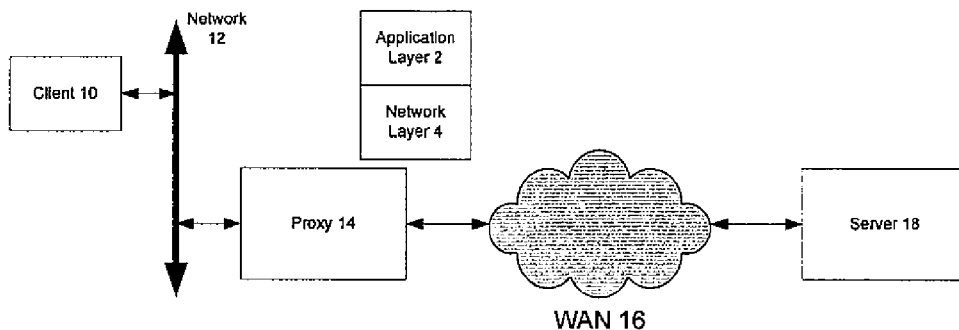 Network
12
Application
Layer 2
Client 10
Network
Layer 4
Proxy 14
Server 18
WAN 16